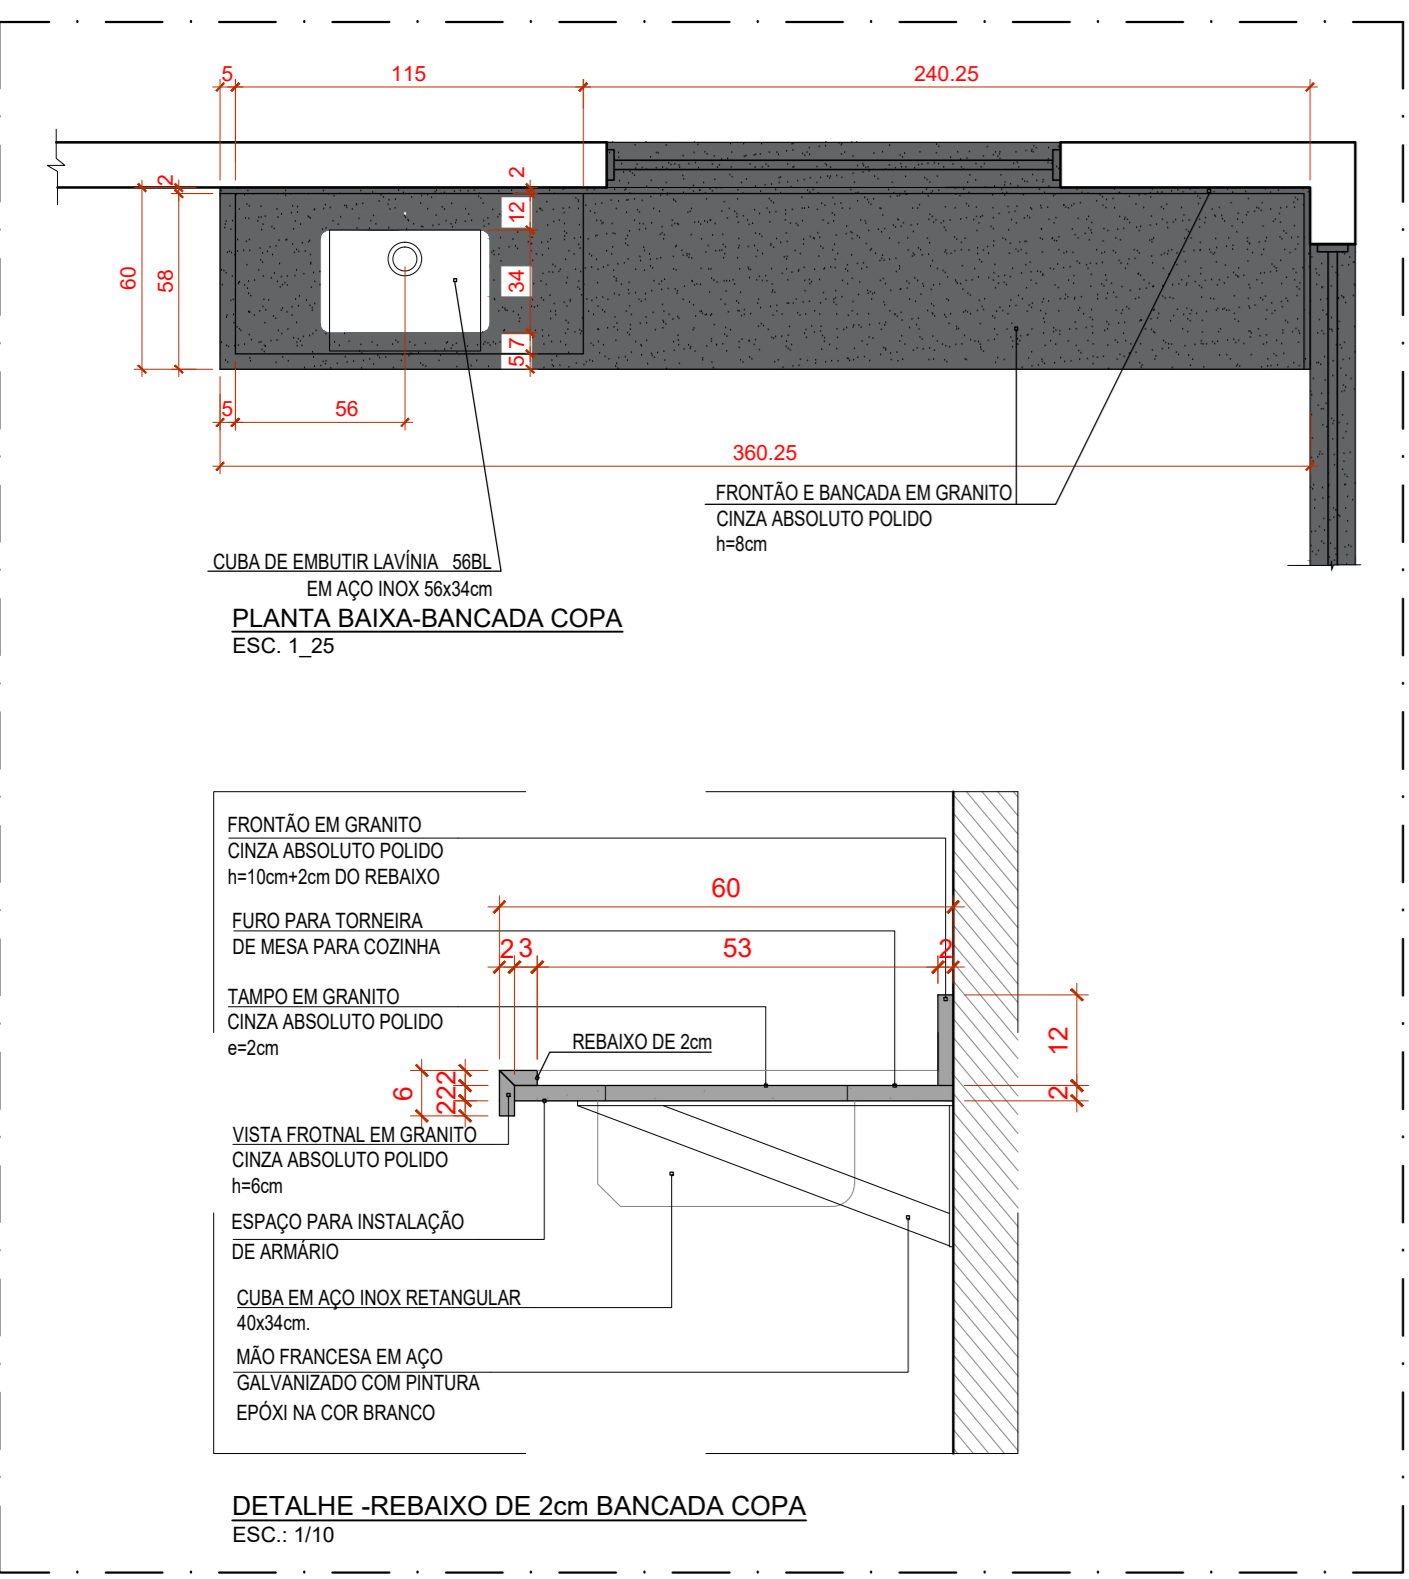 5 115 240.25
2 2
12
60 58 34
7
5
5 56
360.25
FRONTÃO E BANCADA EM GRANITO
CINZA ABSOLUTO POLIDO
h=8cm
CUBA DE EMBUTIR LAVÍNIA 56BL
EM AÇO INOX 56x34cm
PLANTA BAIXA-BANCADA COPA
ESC. 1_25
FRONTÃO EM GRANITO
CINZA ABSOLUTO POLIDO
h=10cm+2cm DO REBAIXO
60
FURO PARA TORNEIRA
DE MESA PARA COZINHA
2 3 53 2
TAMPO EM GRANITO
CINZA ABSOLUTO POLIDO
e=2cm
REBAIXO DE 2cm
12
2
6 2 2 2
VISTA FROTNAL EM GRANITO
CINZA ABSOLUTO POLIDO
h=6cm
ESPAÇO PARA INSTALAÇÃO
DE ARMÁRIO
CUBA EM AÇO INOX RETANGULAR
40x34cm.
MÃO FRANCESA EM AÇO
GALVANIZADO COM PINTURA
EPÓXI NA COR BRANCO
DETALHE -REBAIXO DE 2cm BANCADA COPA
ESC.: 1/10